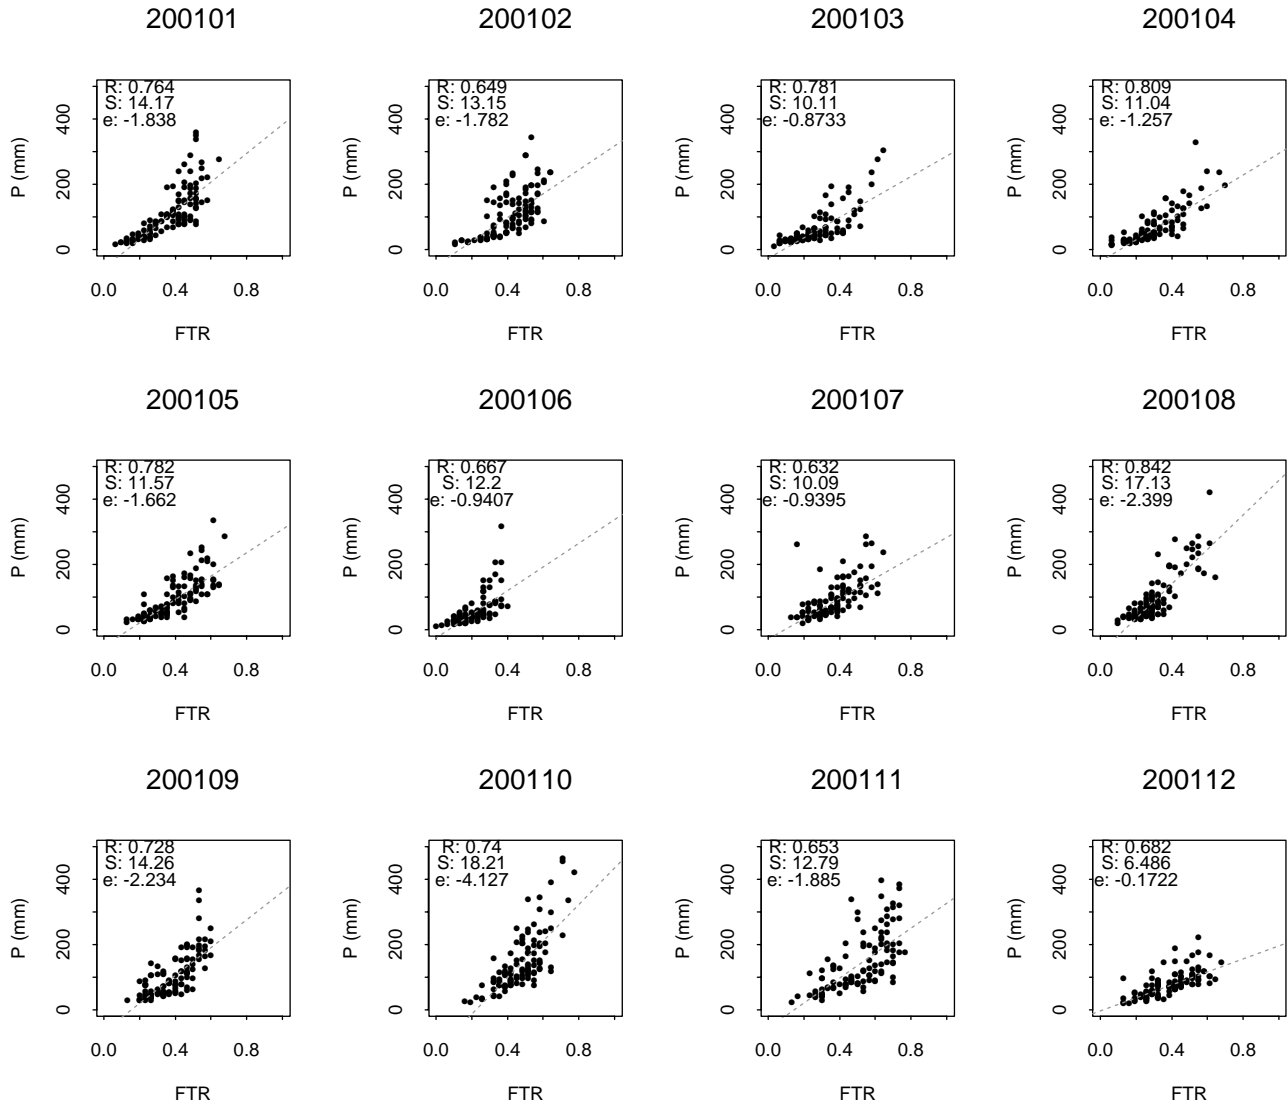 200101
R: 0.764
S: 14.17
e: -1.838
P (mm)
0 200 400
0.0 0.4 0.8
FTR
200102
R: 0.649
S: 13.15
e: -1.782
P (mm)
0 200 400
0.0 0.4 0.8
FTR
200103
R: 0.781
S: 10.11
e: -0.8733
P (mm)
0 200 400
0.0 0.4 0.8
FTR
200104
R: 0.809
S: 11.04
e: -1.257
P (mm)
0 200 400
0.0 0.4 0.8
FTR
200105
R: 0.782
S: 11.57
e: -1.662
P (mm)
0 200 400
0.0 0.4 0.8
FTR
200106
R: 0.667
S: 12.2
e: -0.9407
P (mm)
0 200 400
0.0 0.4 0.8
FTR
200107
R: 0.632
S: 10.09
e: -0.9395
P (mm)
0 200 400
0.0 0.4 0.8
FTR
200108
R: 0.842
S: 17.13
e: -2.399
P (mm)
0 200 400
0.0 0.4 0.8
FTR
200109
R: 0.728
S: 14.26
e: -2.234
P (mm)
0 200 400
0.0 0.4 0.8
FTR
200110
R: 0.74
S: 18.21
e: -4.127
P (mm)
0 200 400
0.0 0.4 0.8
FTR
200111
R: 0.653
S: 12.79
e: -1.885
P (mm)
0 200 400
0.0 0.4 0.8
FTR
200112
R: 0.682
S: 6.486
e: -0.1722
P (mm)
0 200 400
0.0 0.4 0.8
FTR